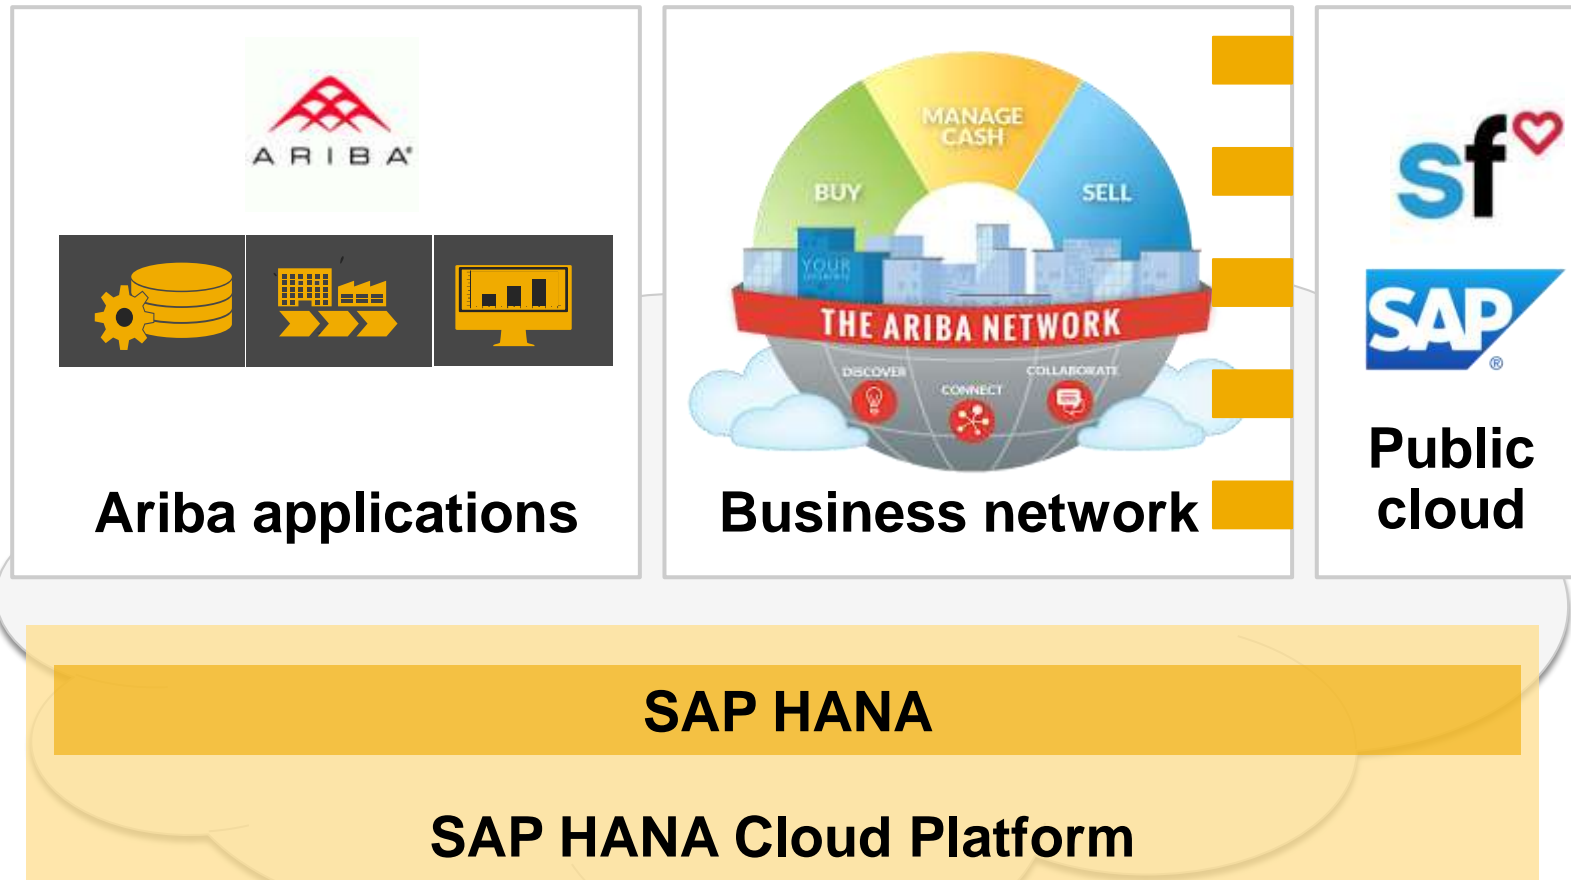 ARIBA®
Ariba applications
MANAGE
CASH
BUY
SELL
YOUR
THE ARIBA NETWORK
DISCOVER
CONNECT
COLLABORATE
Business network
sf
SAP
®
Public
cloud
SAP HANA
SAP HANA Cloud Platform